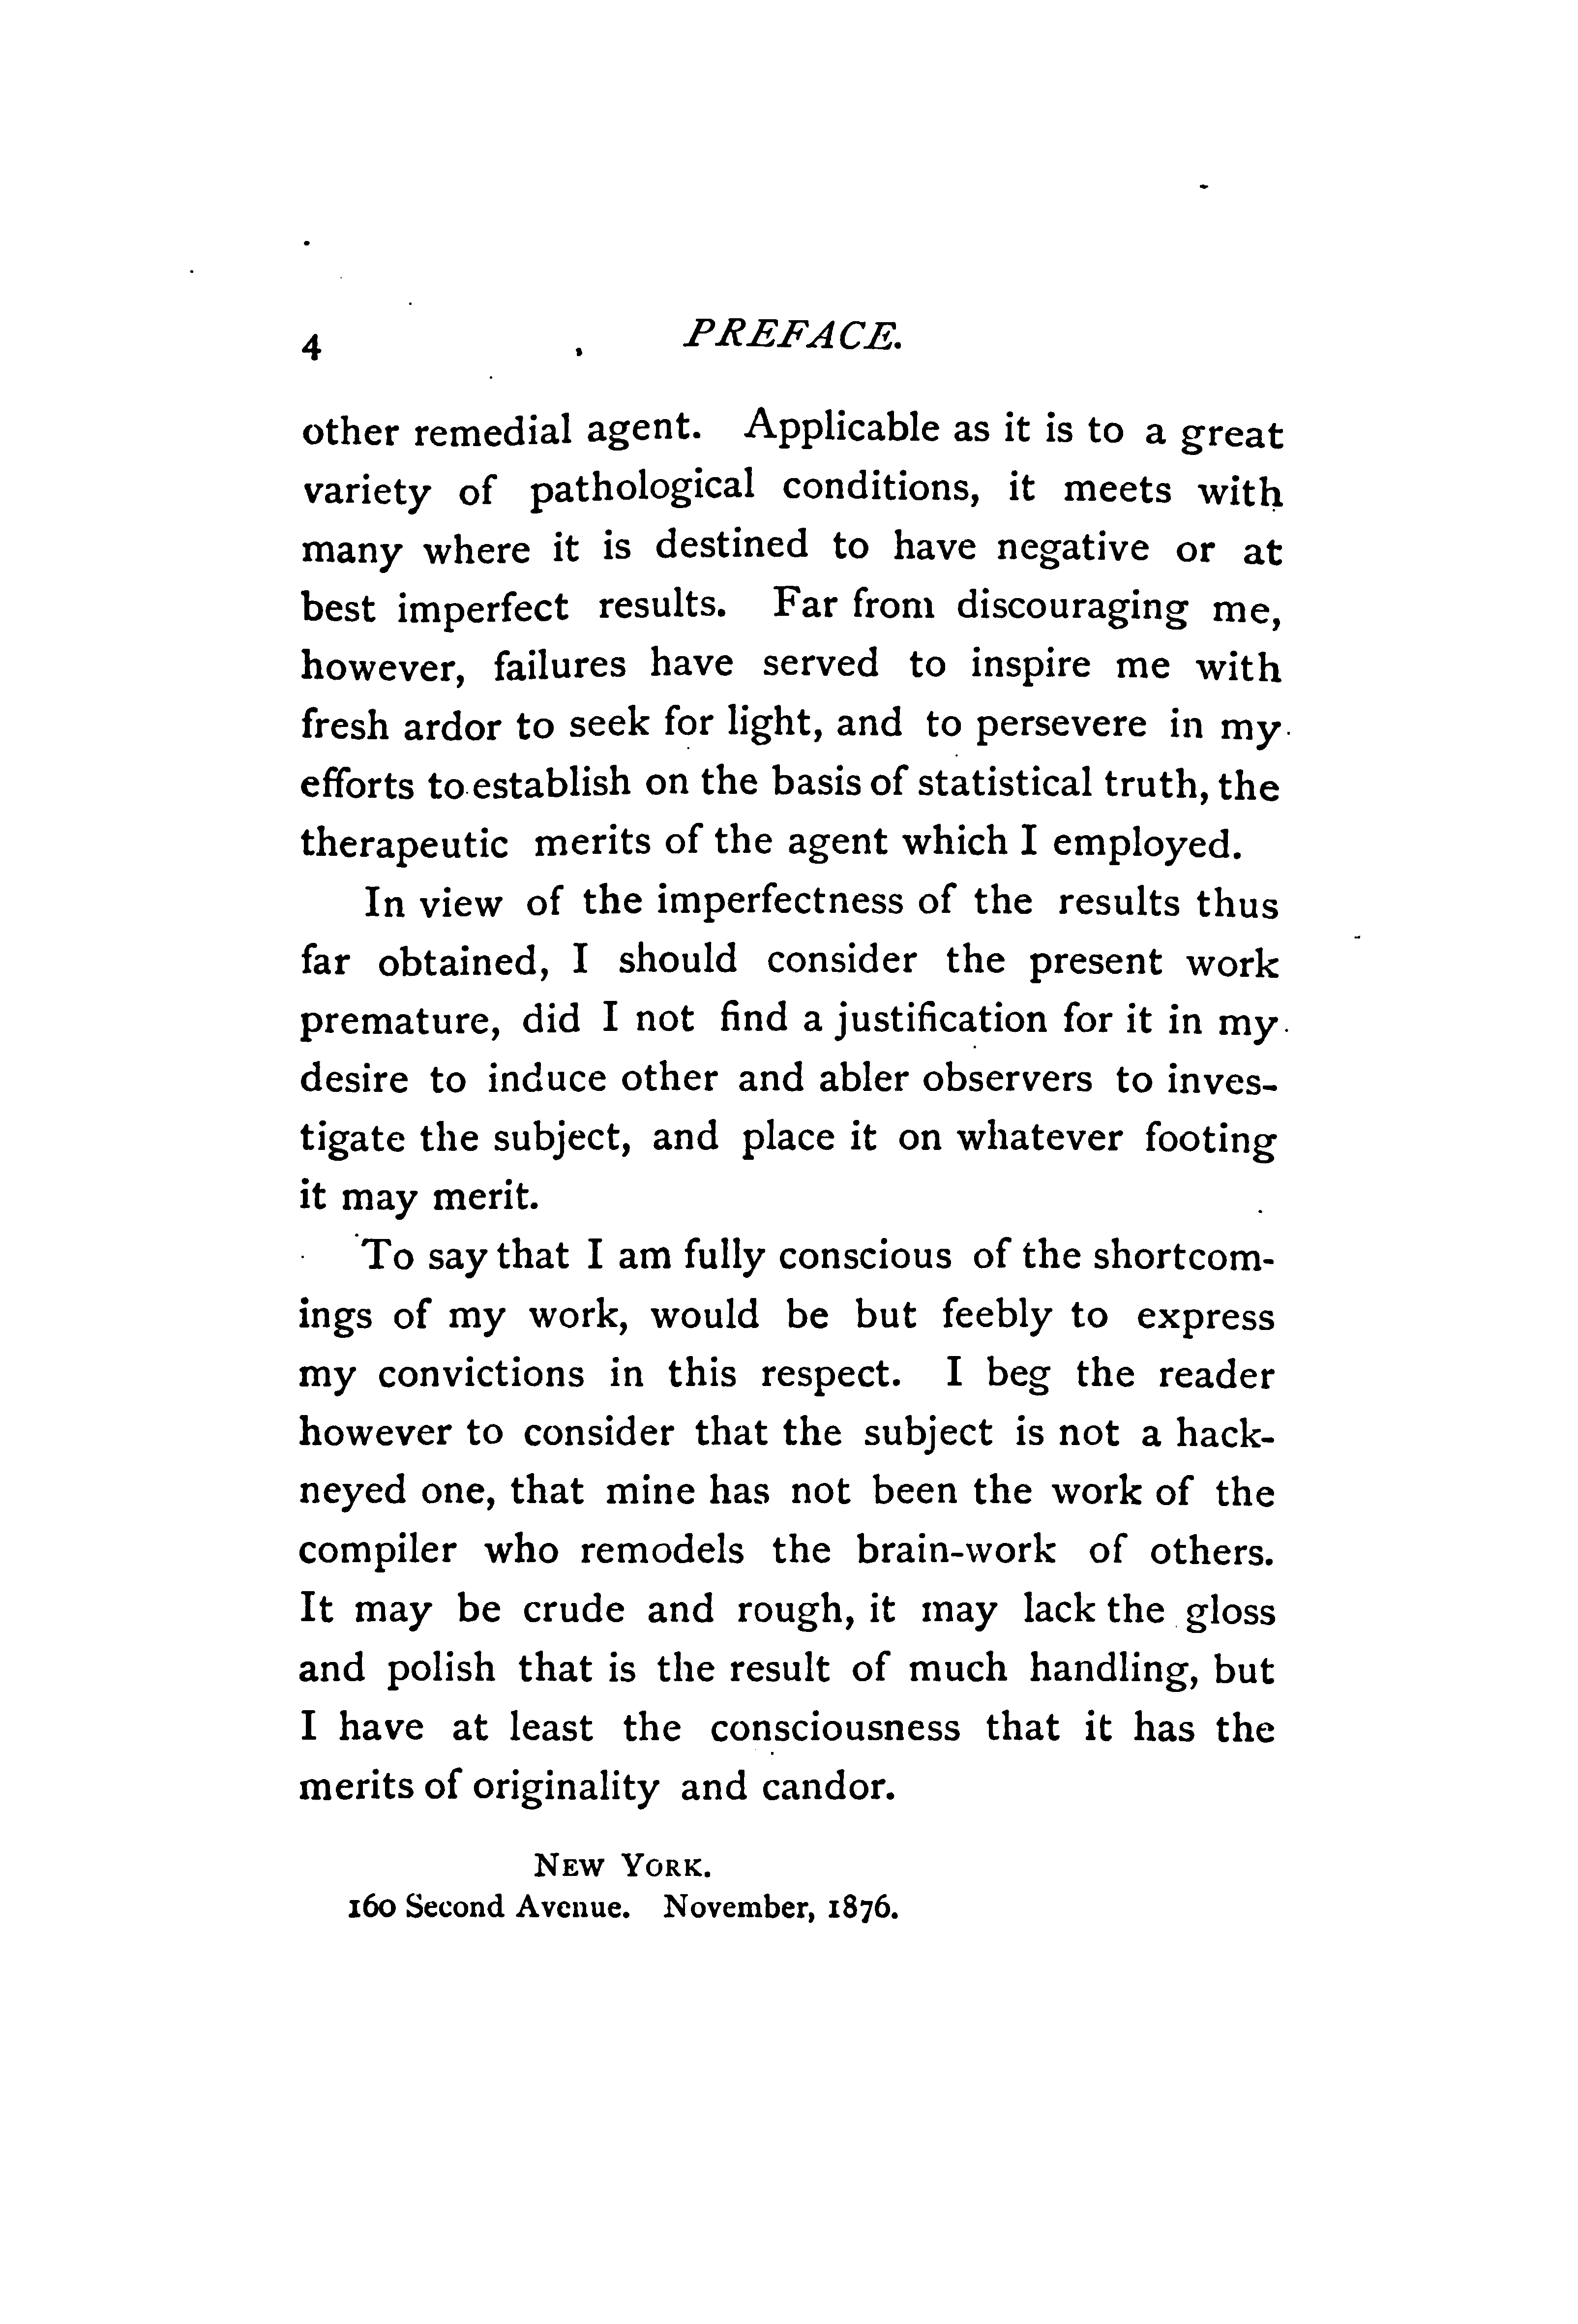 4 PREFACE.
other remedial agent. Applicable as it is to a great
variety of pathological conditions, it meets with
many where it is destined to have negative or at
best imperfect results. Far from discouraging me,
however, failures have served to inspire me with
fresh ardor to seek for light, and to persevere in my
efforts to establish on the basis of statistical truth, the
therapeutic merits of the agent which I employed.
In view of the imperfectness of the results thus
far obtained, I should consider the present work
premature, did I not find a justification for it in my
desire to induce other and abler observers to inves-
tigate the subject, and place it on whatever footing
it may merit.
To say that I am fully conscious of the shortcom-
ings of my work, would be but feebly to express
my convictions in this respect. I beg the reader
however to consider that the subject is not a hack-
neyed one, that mine has not been the work of the
compiler who remodels the brain-work of others.
It may be crude and rough, it may lack the gloss
and polish that is the result of much handling, but
I have at least the consciousness that it has the
merits of originality and candor.
NEW YORK.
160 Second Avenue. November, 1876.